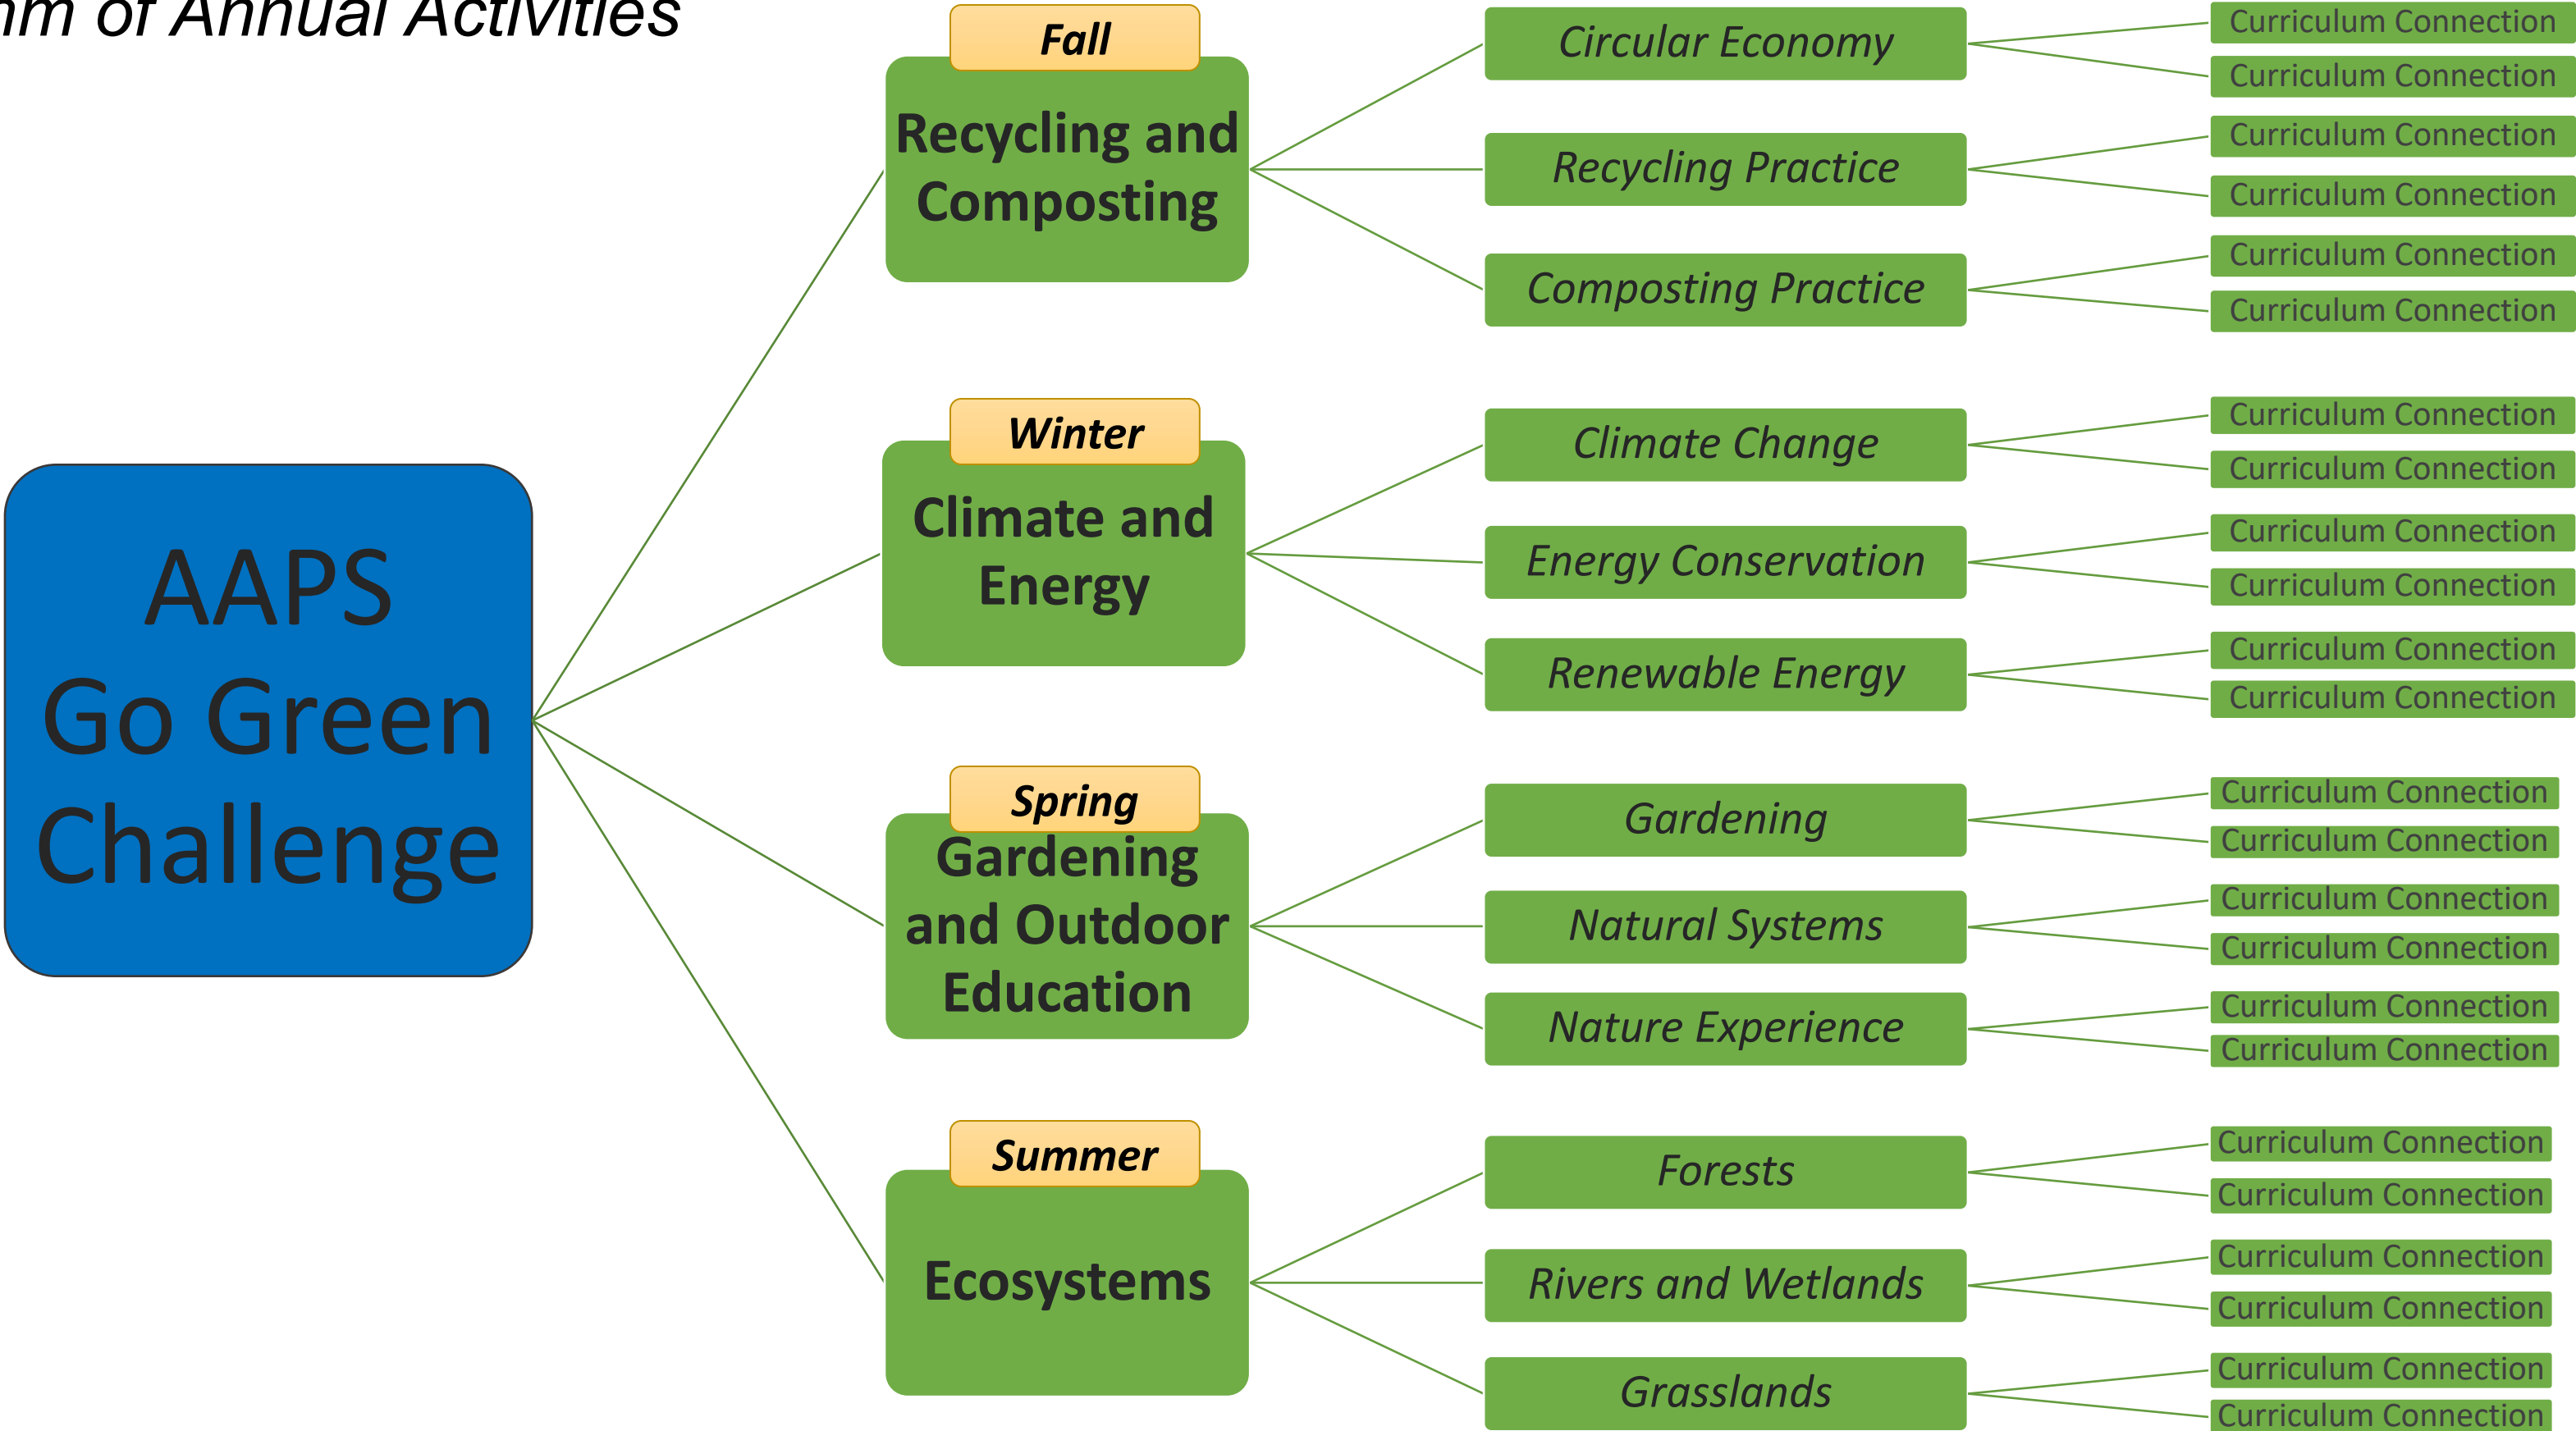 of Annual Activities
AAPS
Go Green
Challenge
Fall
Recycling and
Composting
Circular Economy
Curriculum Connection
Curriculum Connection
Recycling Practice
Curriculum Connection
Curriculum Connection
Composting Practice
Curriculum Connection
Curriculum Connection
Winter
Climate and
Energy
Climate Change
Curriculum Connection
Curriculum Connection
Energy Conservation
Curriculum Connection
Curriculum Connection
Renewable Energy
Curriculum Connection
Curriculum Connection
Spring
Gardening
and Outdoor
Education
Gardening
Curriculum Connection
Curriculum Connection
Natural Systems
Curriculum Connection
Curriculum Connection
Nature Experience
Curriculum Connection
Curriculum Connection
Summer
Ecosystems
Forests
Curriculum Connection
Curriculum Connection
Rivers and Wetlands
Curriculum Connection
Curriculum Connection
Grasslands
Curriculum Connection
Curriculum Connection